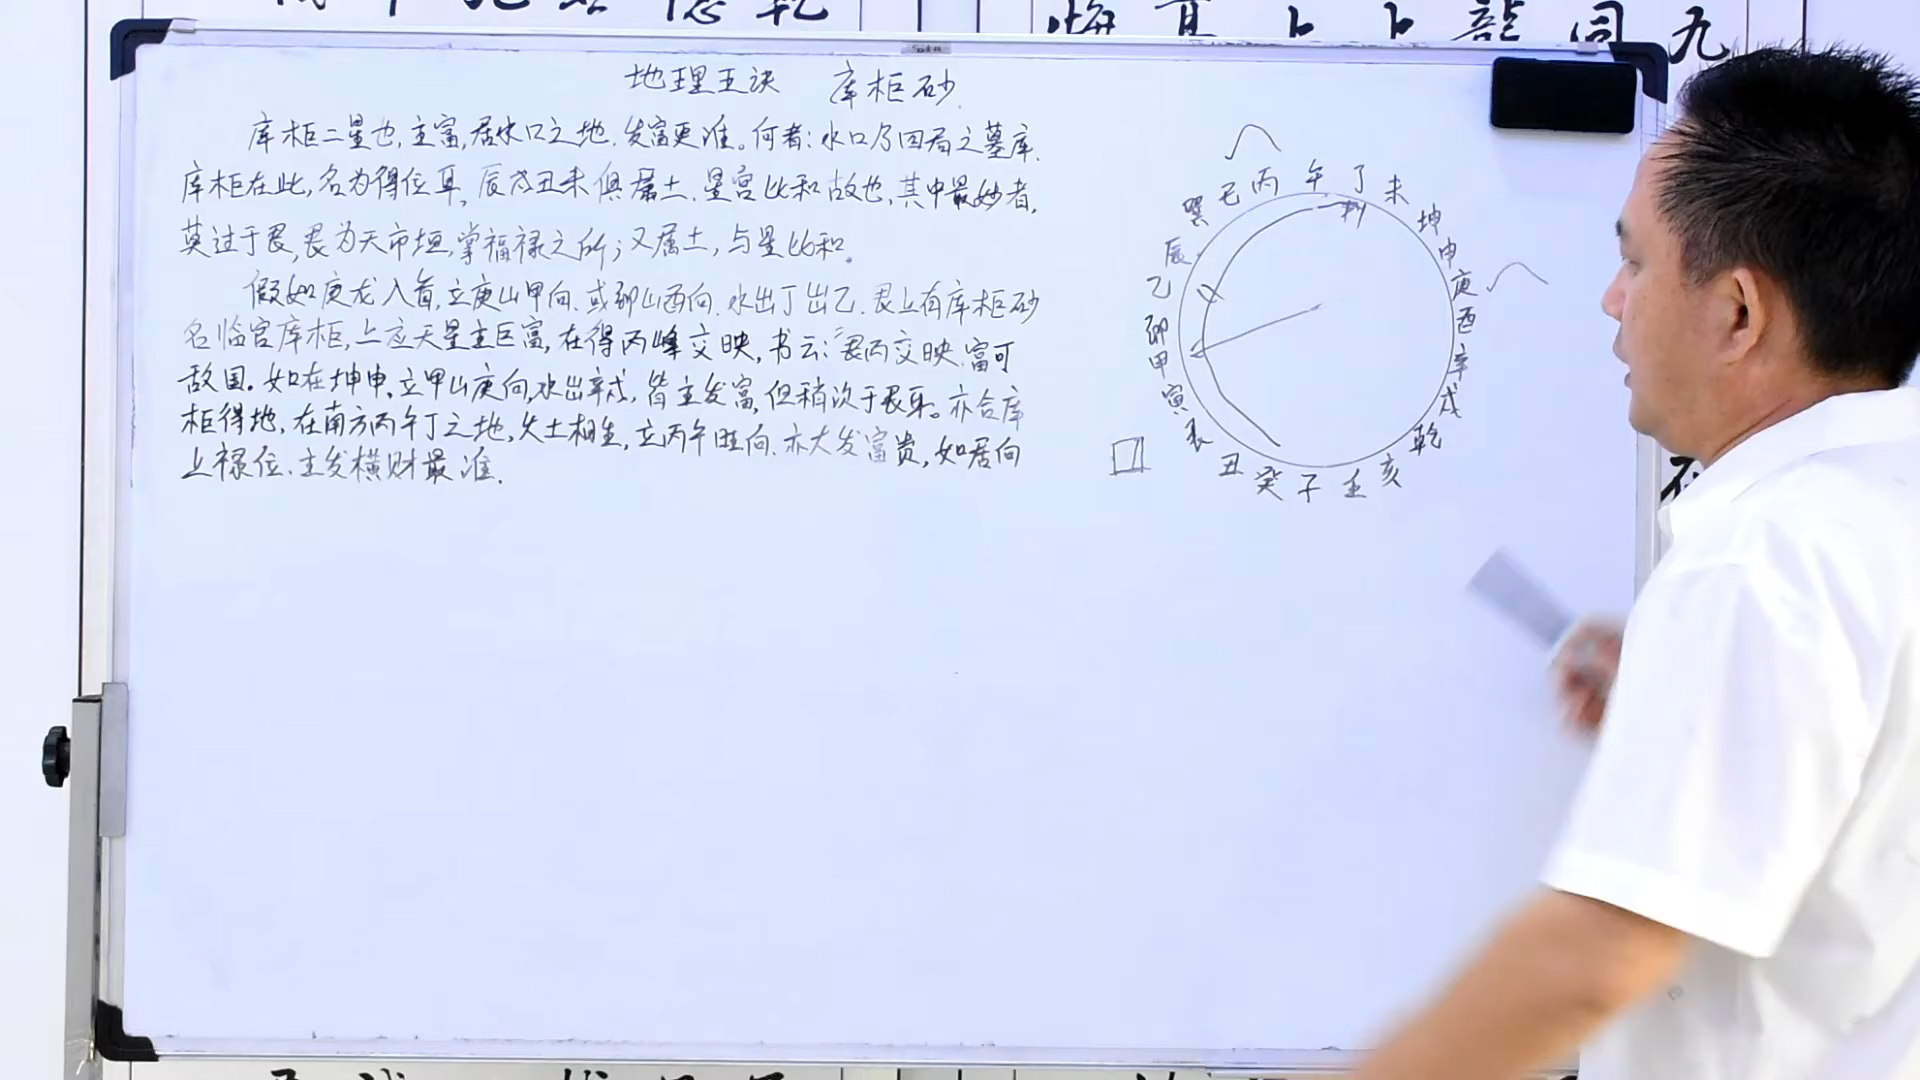 地理五诀 库柜砂
库柜二星也,主富,居水口之地.发富更准。何者:水口乃四局之墓库.
库柜在此,名为得位耳,辰戌丑未俱属土.星宫比和故也,其中最妙者,
莫过于艮,艮为天市垣,掌福禄之所;又属土,与星比和。
假如庚龙入首,立庚山甲向.或卯山酉向.水出丁出乙.艮上有库柜砂
名临官库柜,上应天星主巨富,在得丙峰交映,书云:艮丙交映.富可
敌国。如在坤申.立甲山庚向,水出辛戌,皆主发富,但稍次于艮耳。亦合库
柜得地,在南方丙午丁之地,火土相生,立丙午旺向.亦大发富贵,如居向
上禄位.主发横财最准.
巽 巳 丙 午 丁 未 坤 申 庚 酉 辛 戌 乾 亥 壬 子 癸 丑 艮 寅 甲 卯 乙 辰
龍 同 九